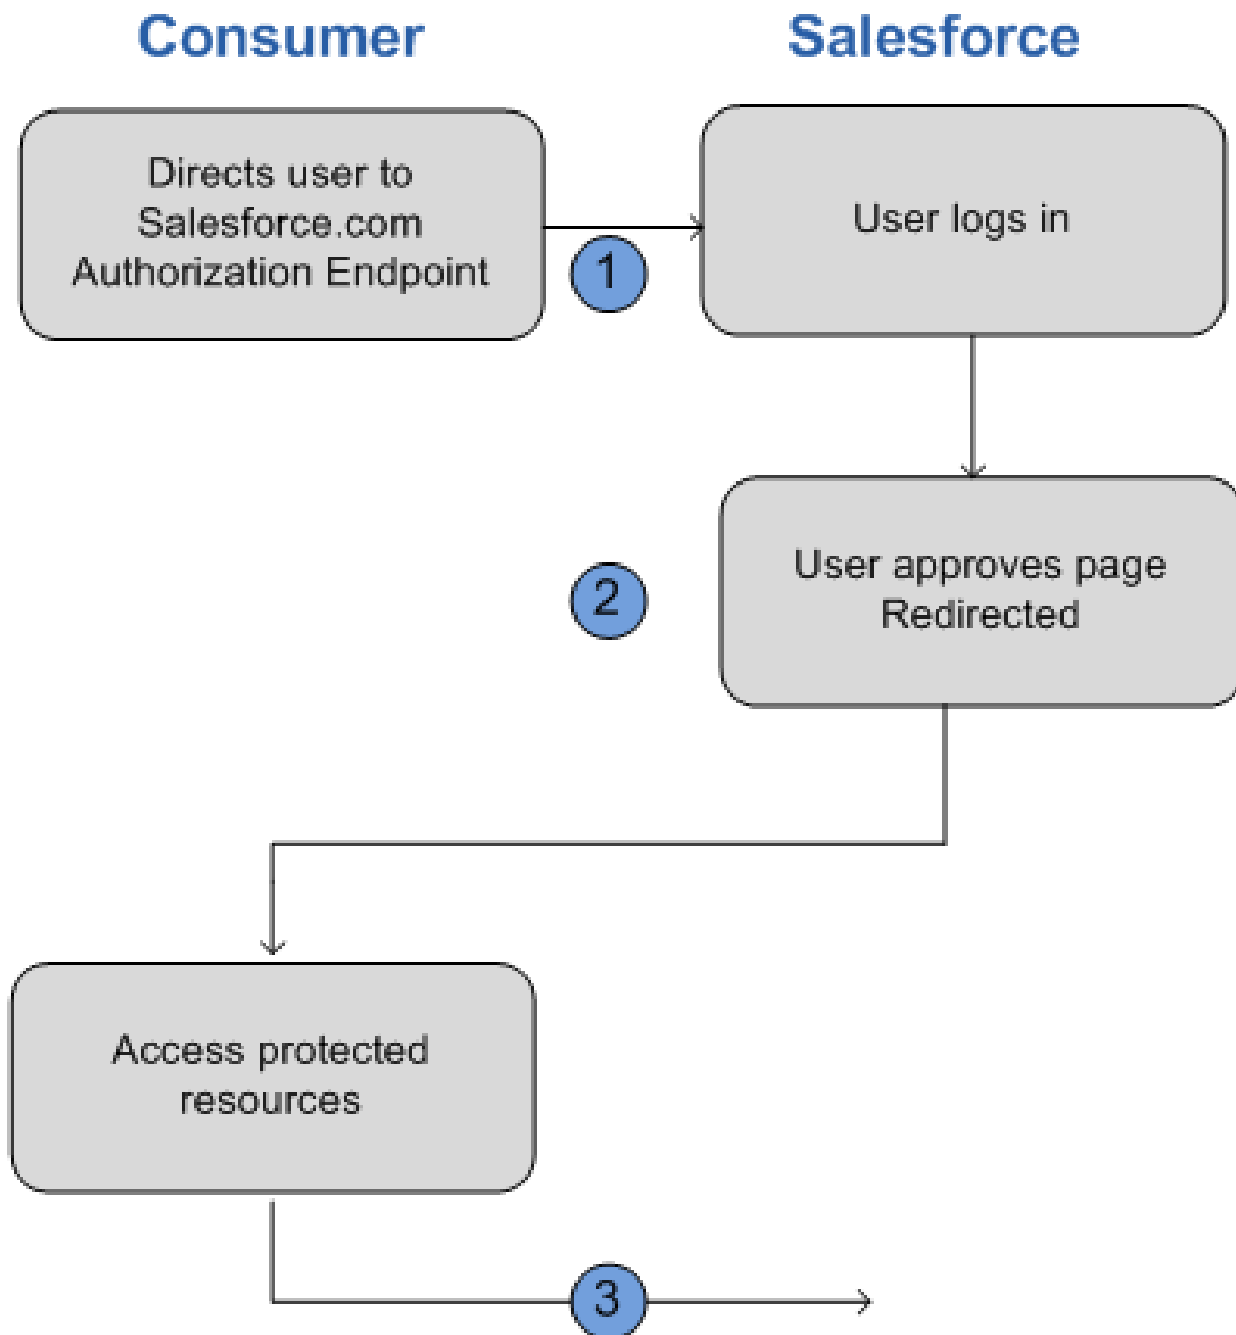 Consumer
Salesforce
Directs user to
Salesforce.com
Authorization Endpoint
1
User logs in
2
User approves page
Redirected
Access protected
resources
3